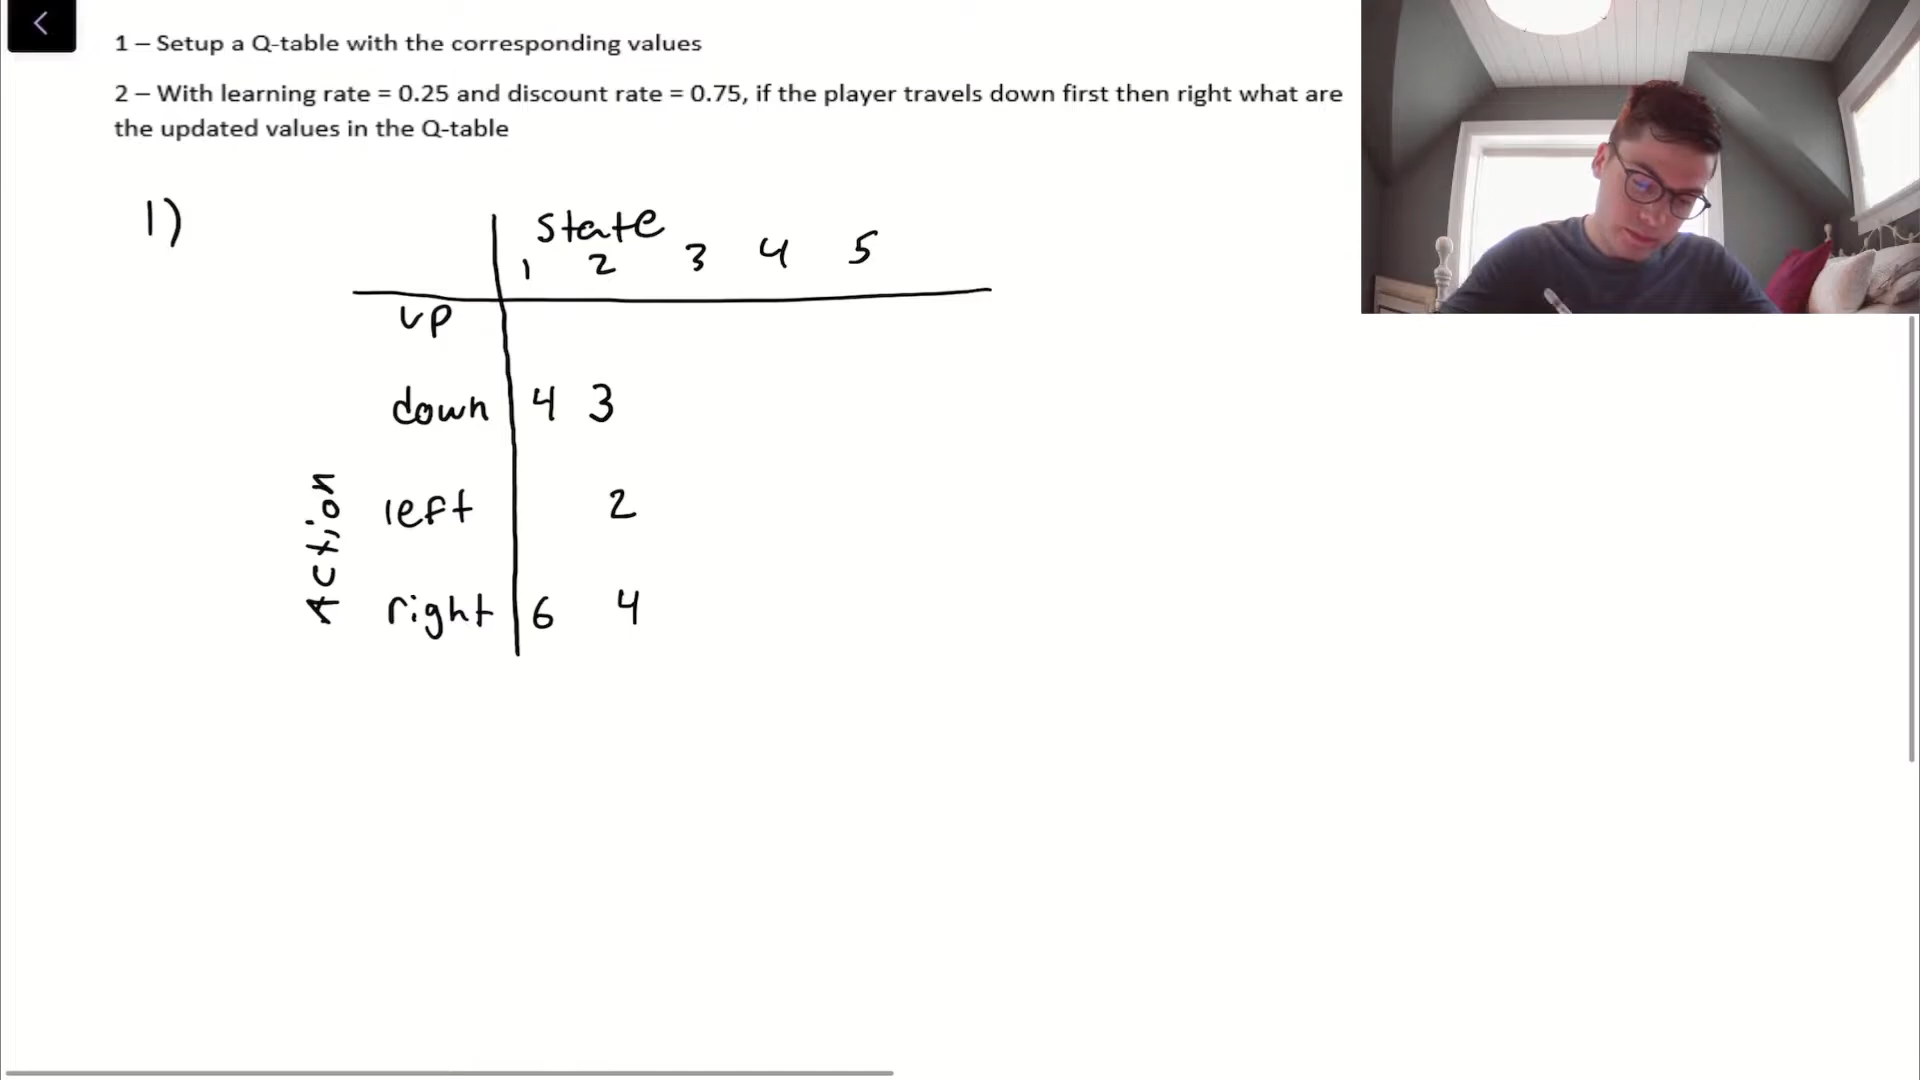 1 – Setup a Q-table with the corresponding values
2 – With learning rate = 0.25 and discount rate = 0.75, if the player travels down first then right what are
the updated values in the Q-table
1)
State
1 2 3 4 5
up
down 4 3
Action
left 2
right 6 4